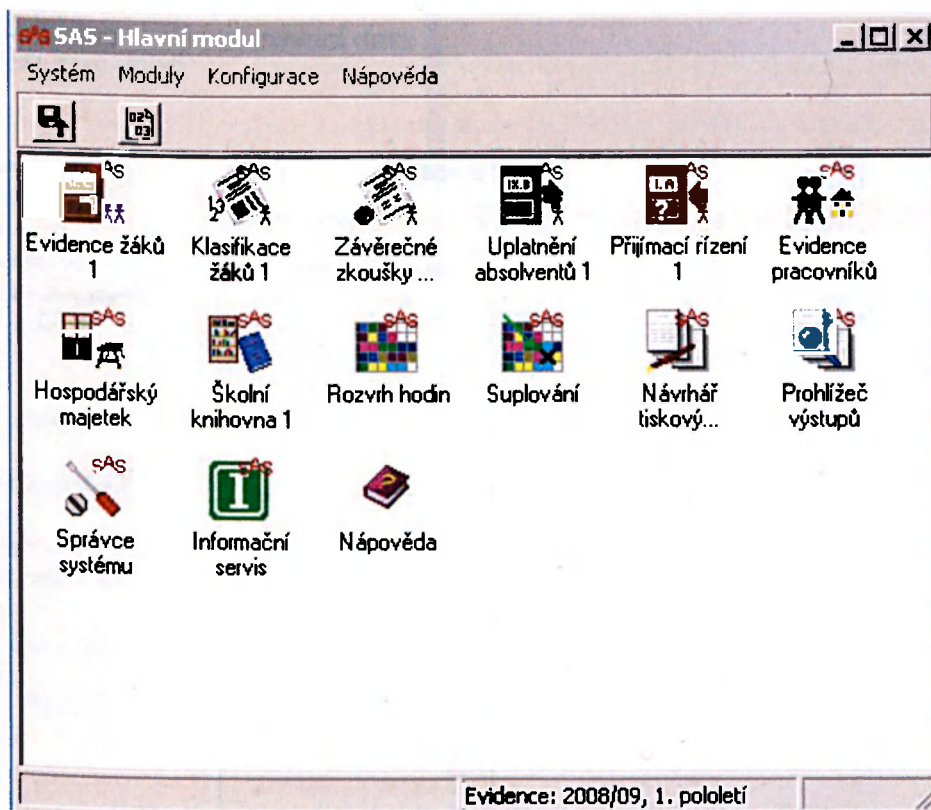 SAS - Hlavní modul
Systém Moduly Konfigurace Nápověda
Evidence žáků 1
Klasifikace žáků 1
Závěrečné zkoušky ...
Uplatnění absolventů 1
Přijímací řízení 1
Evidence pracovníků
Hospodářský majetek
Školní knihovna 1
Rozvrh hodin
Suplování
Návrhář tiskový...
Prohlížeč výstupů
Správce systému
Informační servis
Nápověda
Evidence: 2008/09, 1. pololetí